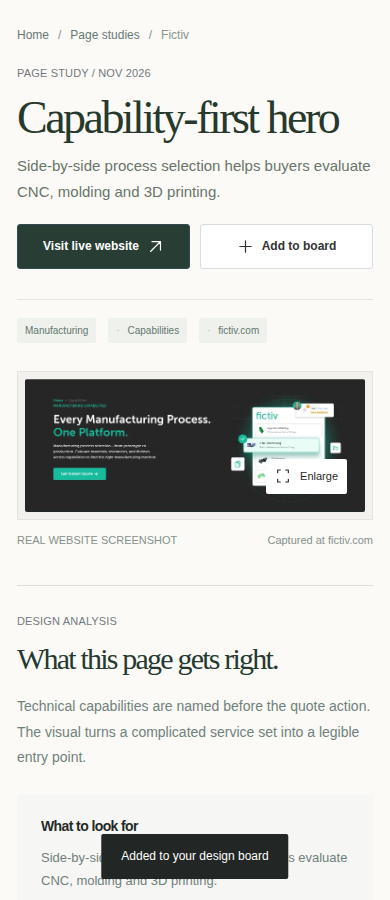 Home / Page studies / Fictiv
PAGE STUDY / NOV 2026
Capability-first hero
Side-by-side process selection helps buyers evaluate
CNC, molding and 3D printing.
Visit live website
Add to board
Manufacturing · Capabilities · fictiv.com
Every Manufacturing Process.
One Platform.
fictiv
Enlarge
REAL WEBSITE SCREENSHOT
Captured at fictiv.com
DESIGN ANALYSIS
What this page gets right.
Technical capabilities are named before the quote action.
The visual turns a complicated service set into a legible
entry point.
What to look for
Added to your design board
evaluate
CNC, molding and 3D printing.